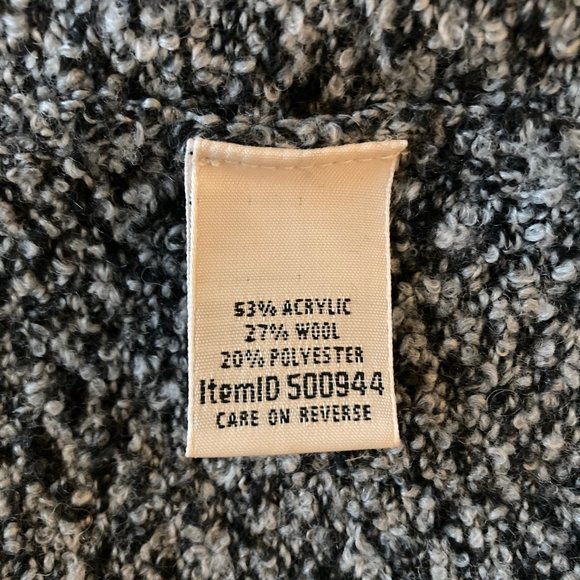 53% ACRYLIC
27% WOOL
20% POLYESTER
ItemID 500944
CARE ON REVERSE